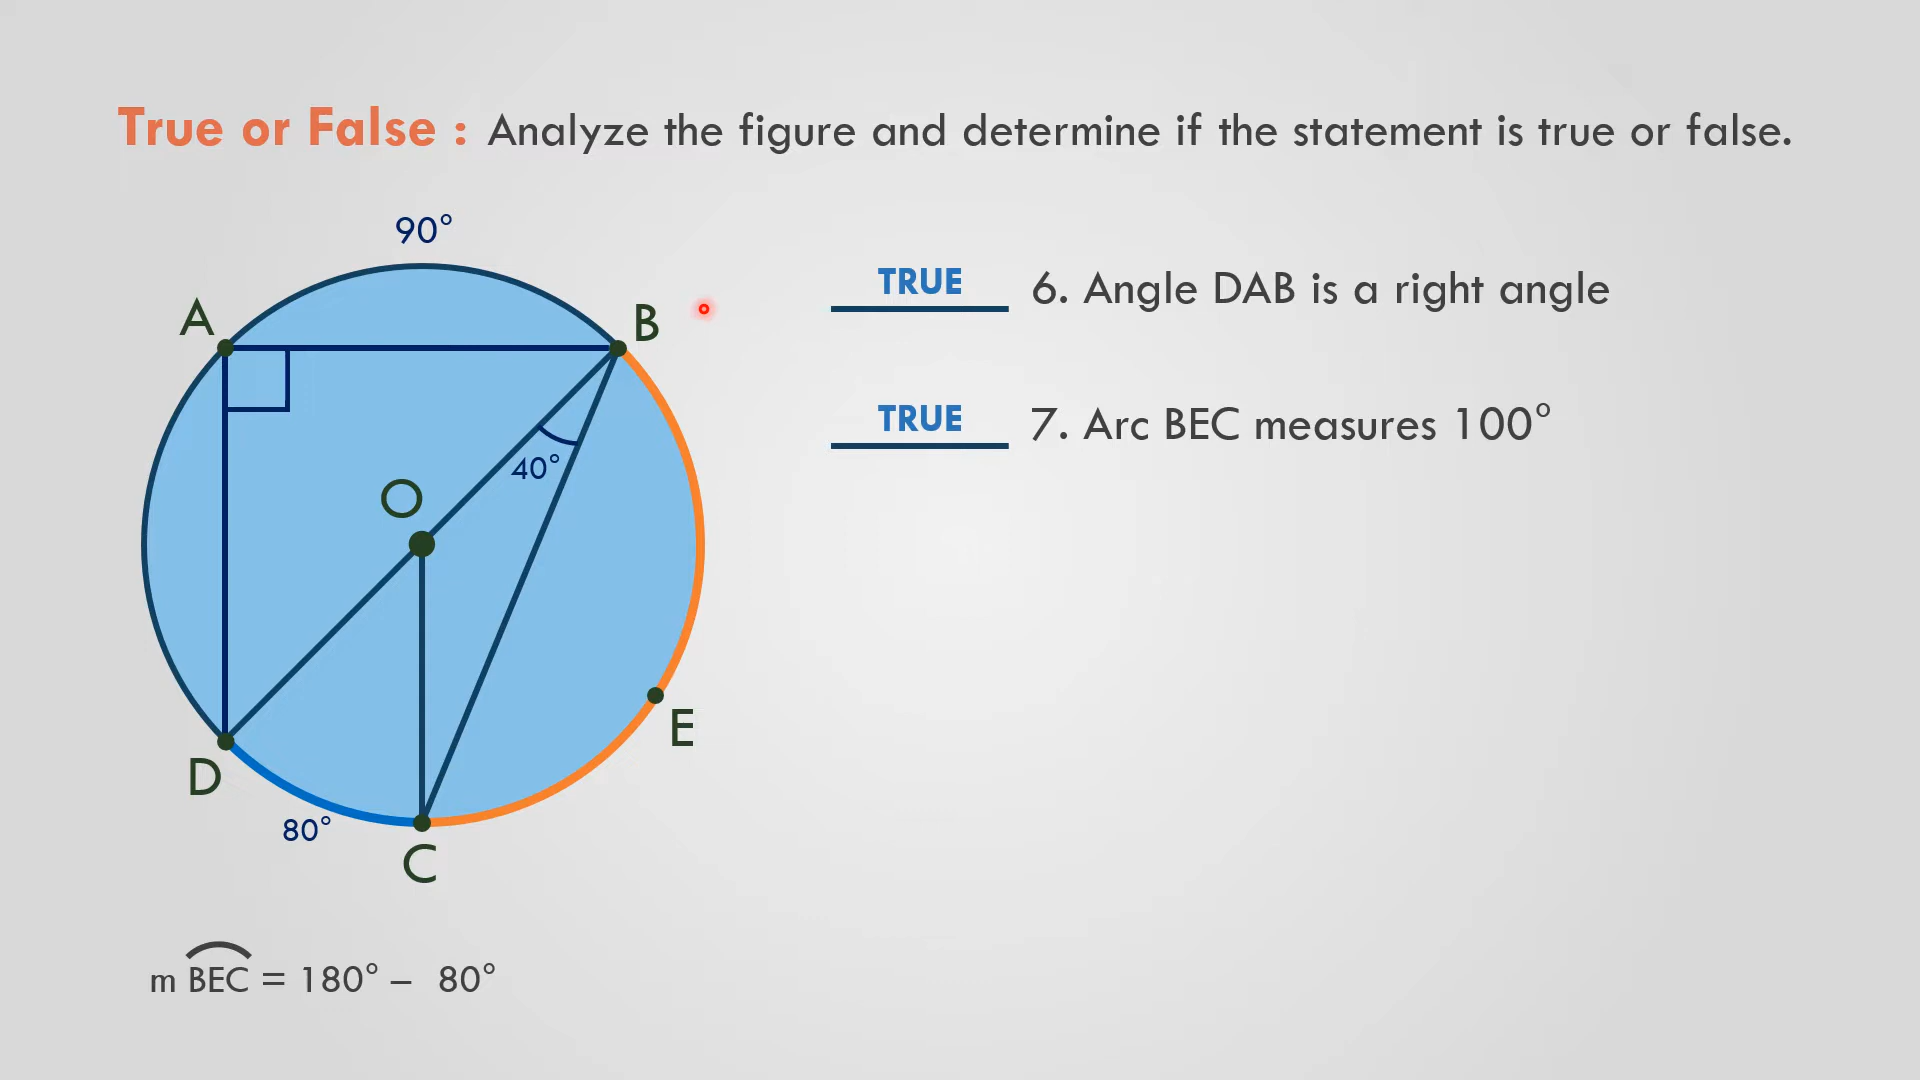 True or False : Analyze the figure and determine if the statement is true or false.
90°
A
B
40°
O
D
80°
C
E
TRUE 6. Angle DAB is a right angle
TRUE 7. Arc BEC measures 100°
m BEC = 180° – 80°